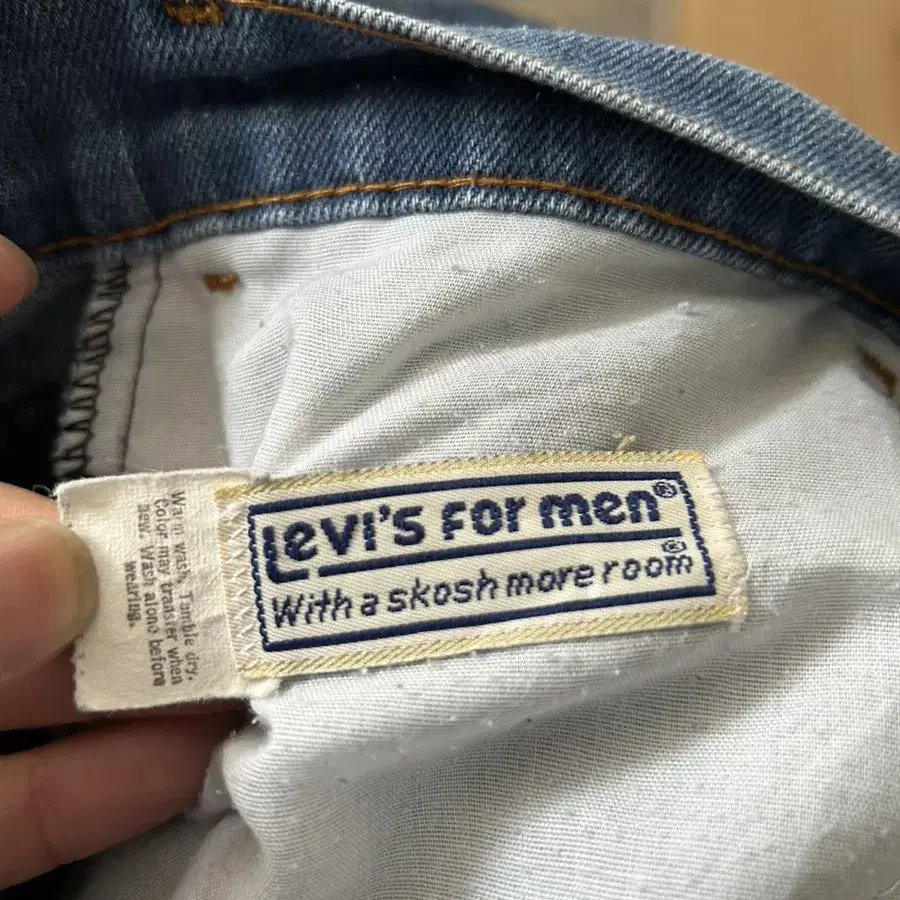 Levi's for men®
With a skosh more room®
Warm wash. Tumble dry.
Color may transfer when
new. Wash alone before
wearing.